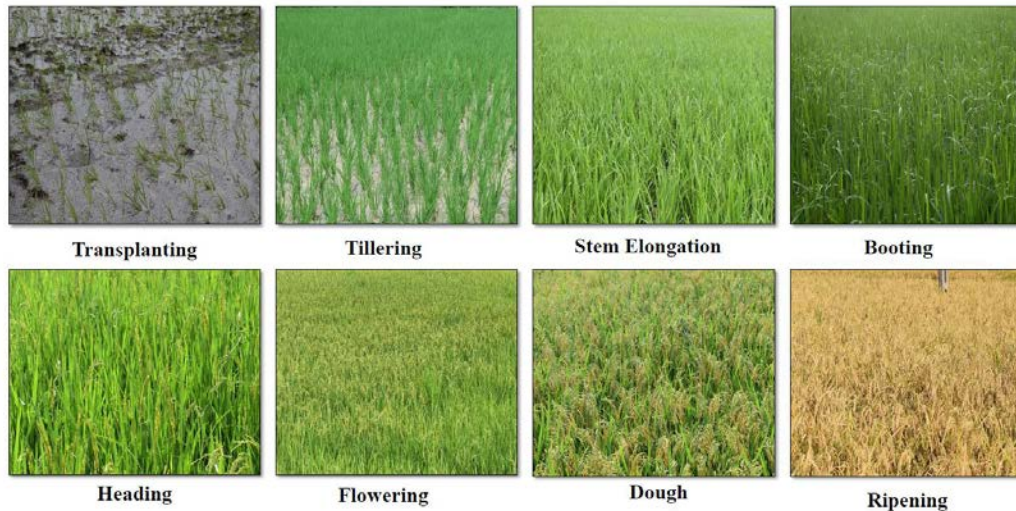 Transplanting
Tillering
Stem Elongation
Booting
Heading
Flowering
Dough
Ripening